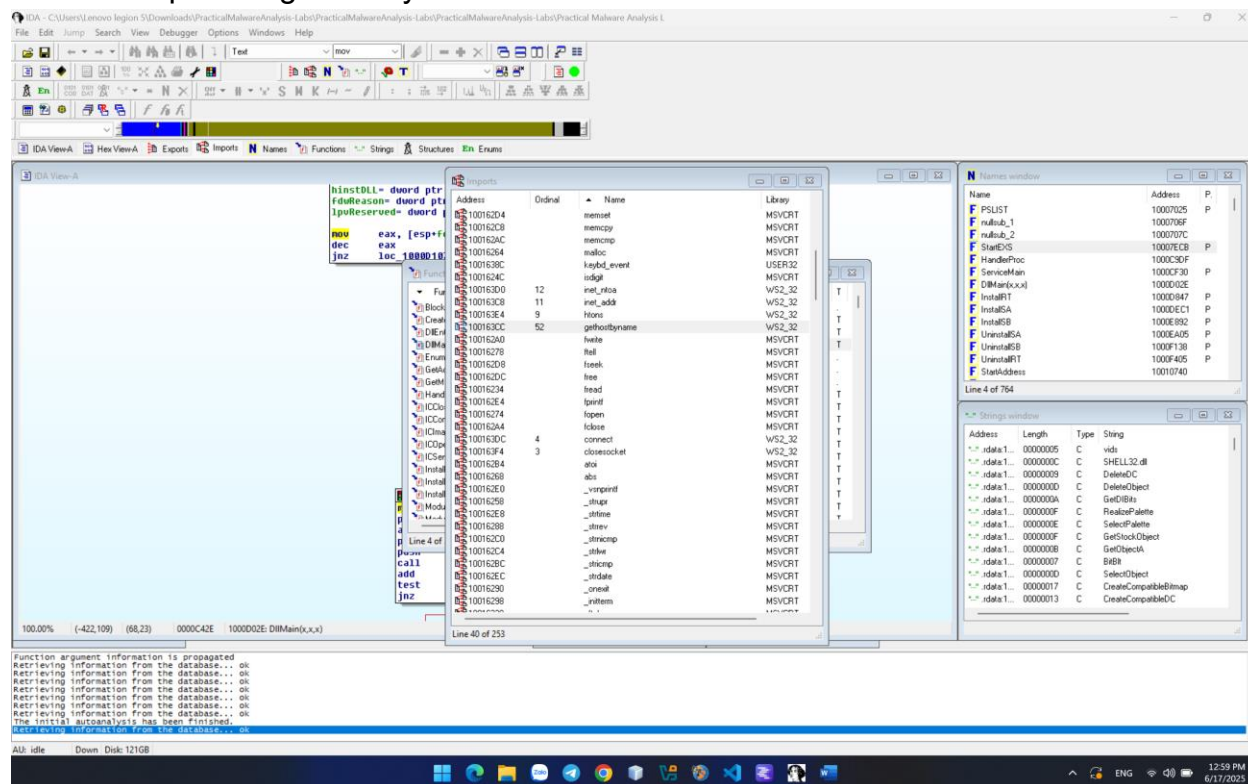 IDA - C:\Users\Lenovo legion 5\Downloads\PracticalMalwareAnalysis-Labs\PracticalMalwareAnalysis-Labs\PracticalMalwareAnalysis-Labs\Practical Malware Analysis L
File Edit Jump Search View Debugger Options Windows Help
Text mov
IDA View-A Hex View-A Exports Imports N Names Functions Strings Structures En Enums
IDA View-A
hinstDLL= dword ptr
fdwReason= dword pt
lpvReserved= dword
mov eax, [esp+f
dec eax
jnz loc_1000D10
call
add
test
jnz
100.00% (-422,109) (68,23) 0000C42E 1000D02E: DllMain(x,x,x)
Line 4 of
Imports
Address Ordinal Name Library
100162D4 memset MSVCRT
100162C8 memcpy MSVCRT
100162AC memcmp MSVCRT
10016264 malloc MSVCRT
1001638C keybd_event USER32
1001624C isdigit MSVCRT
100163D0 12 inet_ntoa WS2_32
100163C8 11 inet_addr WS2_32
100163E4 9 htons WS2_32
100163CC 52 gethostbyname WS2_32
100162A0 fwrite MSVCRT
10016278 ftell MSVCRT
100162D8 fseek MSVCRT
100162DC free MSVCRT
10016234 fread MSVCRT
100162E4 fprintf MSVCRT
10016274 fopen MSVCRT
100162A4 fclose MSVCRT
100163DC 4 connect WS2_32
100163F4 3 closesocket WS2_32
100162B4 atoi MSVCRT
10016268 abs MSVCRT
100162E0 _vsnprintf MSVCRT
10016258 _strupr MSVCRT
100162E8 _strtime MSVCRT
10016288 _strrev MSVCRT
100162C0 _strnicmp MSVCRT
100162C4 _strlwr MSVCRT
100162BC _stricmp MSVCRT
100162EC _strdate MSVCRT
10016290 _onexit MSVCRT
10016298 _initterm MSVCRT
Line 40 of 253
Names window
Name Address P.
PSLIST 10007025 P
nullsub_1 1000706F
nullsub_2 1000707C
StartEXS 10007ECB P
HandlerProc 1000C9DF
ServiceMain 1000CF30 P
DllMain(x,x,x) 1000D02E
InstallRT 1000D847 P
InstallSA 1000DEC1 P
InstallSB 1000E892 P
UninstallSA 1000EA05 P
UninstallSB 1000F138 P
UninstallRT 1000F405 P
StartAddress 10010740
Line 4 of 764
Strings window
Address Length Type String
.rdata:1... 00000005 C vids
.rdata:1... 0000000C C SHELL32.dll
.rdata:1... 00000009 C DeleteDC
.rdata:1... 0000000D C DeleteObject
.rdata:1... 0000000A C GetDIBits
.rdata:1... 0000000F C RealizePalette
.rdata:1... 0000000E C SelectPalette
.rdata:1... 0000000F C GetStockObject
.rdata:1... 0000000B C GetObjectA
.rdata:1... 00000007 C BitBlt
.rdata:1... 0000000D C SelectObject
.rdata:1... 00000017 C CreateCompatibleBitmap
.rdata:1... 00000013 C CreateCompatibleDC
Function argument information is propagated
Retrieving information from the database... ok
Retrieving information from the database... ok
Retrieving information from the database... ok
Retrieving information from the database... ok
Retrieving information from the database... ok
Retrieving information from the database... ok
Retrieving information from the database... ok
The initial autoanalysis has been finished.
Retrieving information from the database... ok
AU: idle Down Disk: 121GB
Zalo
ENG 12:59 PM
6/17/2025